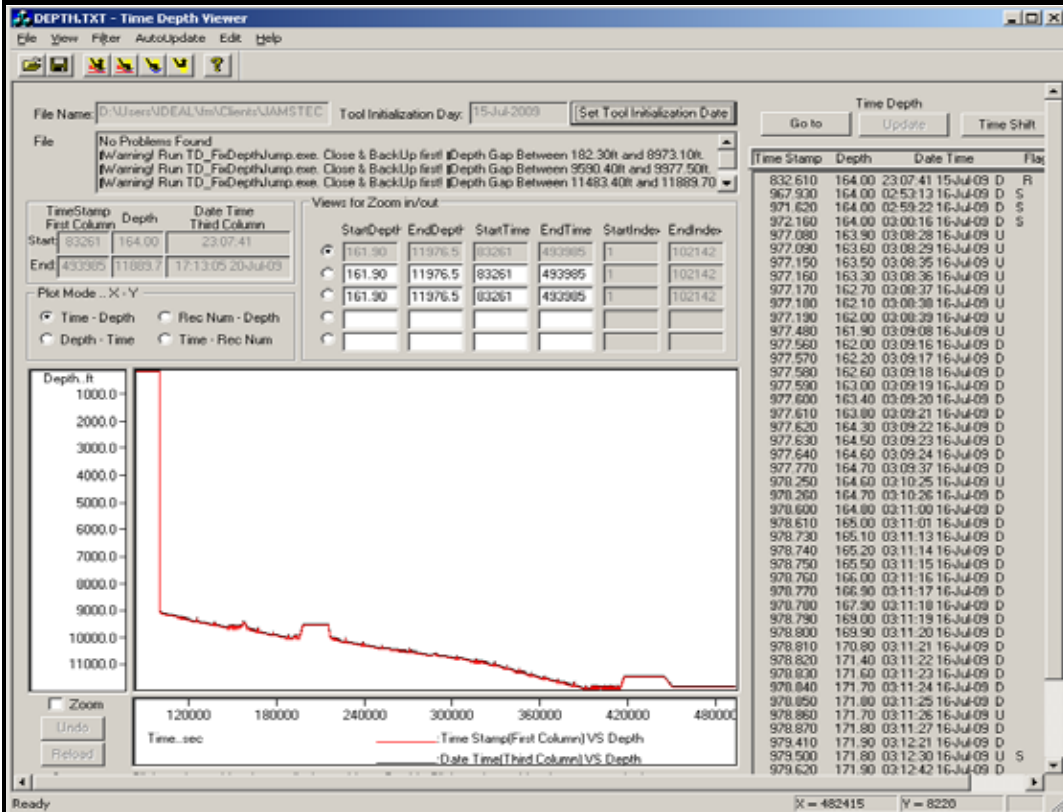 DEPTH.TXT - Time Depth Viewer
File View Filter AutoUpdate Edit Help
File Name: D:\Users\IDEAL\fm\Clients\JAMSTEC Tool Initialization Day: 15-Jul-2009 Set Tool Initialization Date
File No Problems Found
Warning! Run TD_FixDepthJump.exe. Close & BackUp first! Depth Gap Between 182.30ft and 8973.10ft.
Warning! Run TD_FixDepthJump.exe. Close & BackUp first! Depth Gap Between 9590.40ft and 9977.50ft.
Warning! Run TD_FixDepthJump.exe. Close & BackUp first! Depth Gap Between 11483.40ft and 11889.70
TimeStamp First Column Depth Date Time Third Column
Start: 83261 164.00 23:07:41
End: 493985 11889.7 17:13:05 20-Jul-09
Plot Mode .. X - Y
Time - Depth Rec Num - Depth
Depth - Time Time - Rec Num
Views for Zoom in/out
StartDepth EndDepth StartTime EndTime StartIndex EndIndex
161.90 11976.5 83261 493985 1 102142
161.90 11976.5 83261 493985 1 102142
161.90 11976.5 83261 493985 1 102142
Depth..ft
1000.0
2000.0
3000.0
4000.0
5000.0
6000.0
7000.0
8000.0
9000.0
10000.0
11000.0
Zoom
Undo
Reload
120000 180000 240000 300000 360000 420000 480000
Time..sec
:Time Stamp(First Column) VS Depth
:Date Time(Third Column) VS Depth
Time Depth
Go to Update Time Shift
Time Stamp Depth Date Time Flag
832.610 164.00 23:07:41 15-Jul-09 D R
967.930 164.00 02:53:13 16-Jul-09 D S
971.620 164.00 02:59:22 16-Jul-09 D S
972.160 164.00 03:00:16 16-Jul-09 D S
977.080 163.90 03:08:28 16-Jul-09 U
977.090 163.60 03:08:29 16-Jul-09 U
977.150 163.50 03:08:35 16-Jul-09 U
977.160 163.30 03:08:36 16-Jul-09 U
977.170 162.70 03:08:37 16-Jul-09 U
977.180 162.10 03:08:38 16-Jul-09 U
977.190 162.00 03:08:39 16-Jul-09 U
977.480 161.90 03:09:08 16-Jul-09 U
977.560 162.00 03:09:16 16-Jul-09 D
977.570 162.20 03:09:17 16-Jul-09 D
977.580 162.60 03:09:18 16-Jul-09 D
977.590 163.00 03:09:19 16-Jul-09 D
977.600 163.40 03:09:20 16-Jul-09 D
977.610 163.80 03:09:21 16-Jul-09 D
977.620 164.30 03:09:22 16-Jul-09 D
977.630 164.50 03:09:23 16-Jul-09 D
977.640 164.60 03:09:24 16-Jul-09 D
977.770 164.70 03:09:37 16-Jul-09 D
978.250 164.60 03:10:25 16-Jul-09 U
978.260 164.70 03:10:26 16-Jul-09 D
978.600 164.80 03:11:00 16-Jul-09 D
978.610 165.00 03:11:01 16-Jul-09 D
978.730 165.10 03:11:13 16-Jul-09 D
978.740 165.20 03:11:14 16-Jul-09 D
978.750 165.50 03:11:15 16-Jul-09 D
978.760 166.00 03:11:16 16-Jul-09 D
978.770 166.90 03:11:17 16-Jul-09 D
978.780 167.90 03:11:18 16-Jul-09 D
978.790 169.00 03:11:19 16-Jul-09 D
978.800 169.90 03:11:20 16-Jul-09 D
978.810 170.80 03:11:21 16-Jul-09 D
978.820 171.40 03:11:22 16-Jul-09 D
978.830 171.60 03:11:23 16-Jul-09 D
978.840 171.70 03:11:24 16-Jul-09 D
978.850 171.80 03:11:25 16-Jul-09 D
978.860 171.70 03:11:26 16-Jul-09 U
978.870 171.80 03:11:27 16-Jul-09 D
979.410 171.90 03:12:21 16-Jul-09 D
979.500 171.80 03:12:30 16-Jul-09 U S
979.620 171.90 03:12:42 16-Jul-09 D
Ready X = 482415 Y = 8220